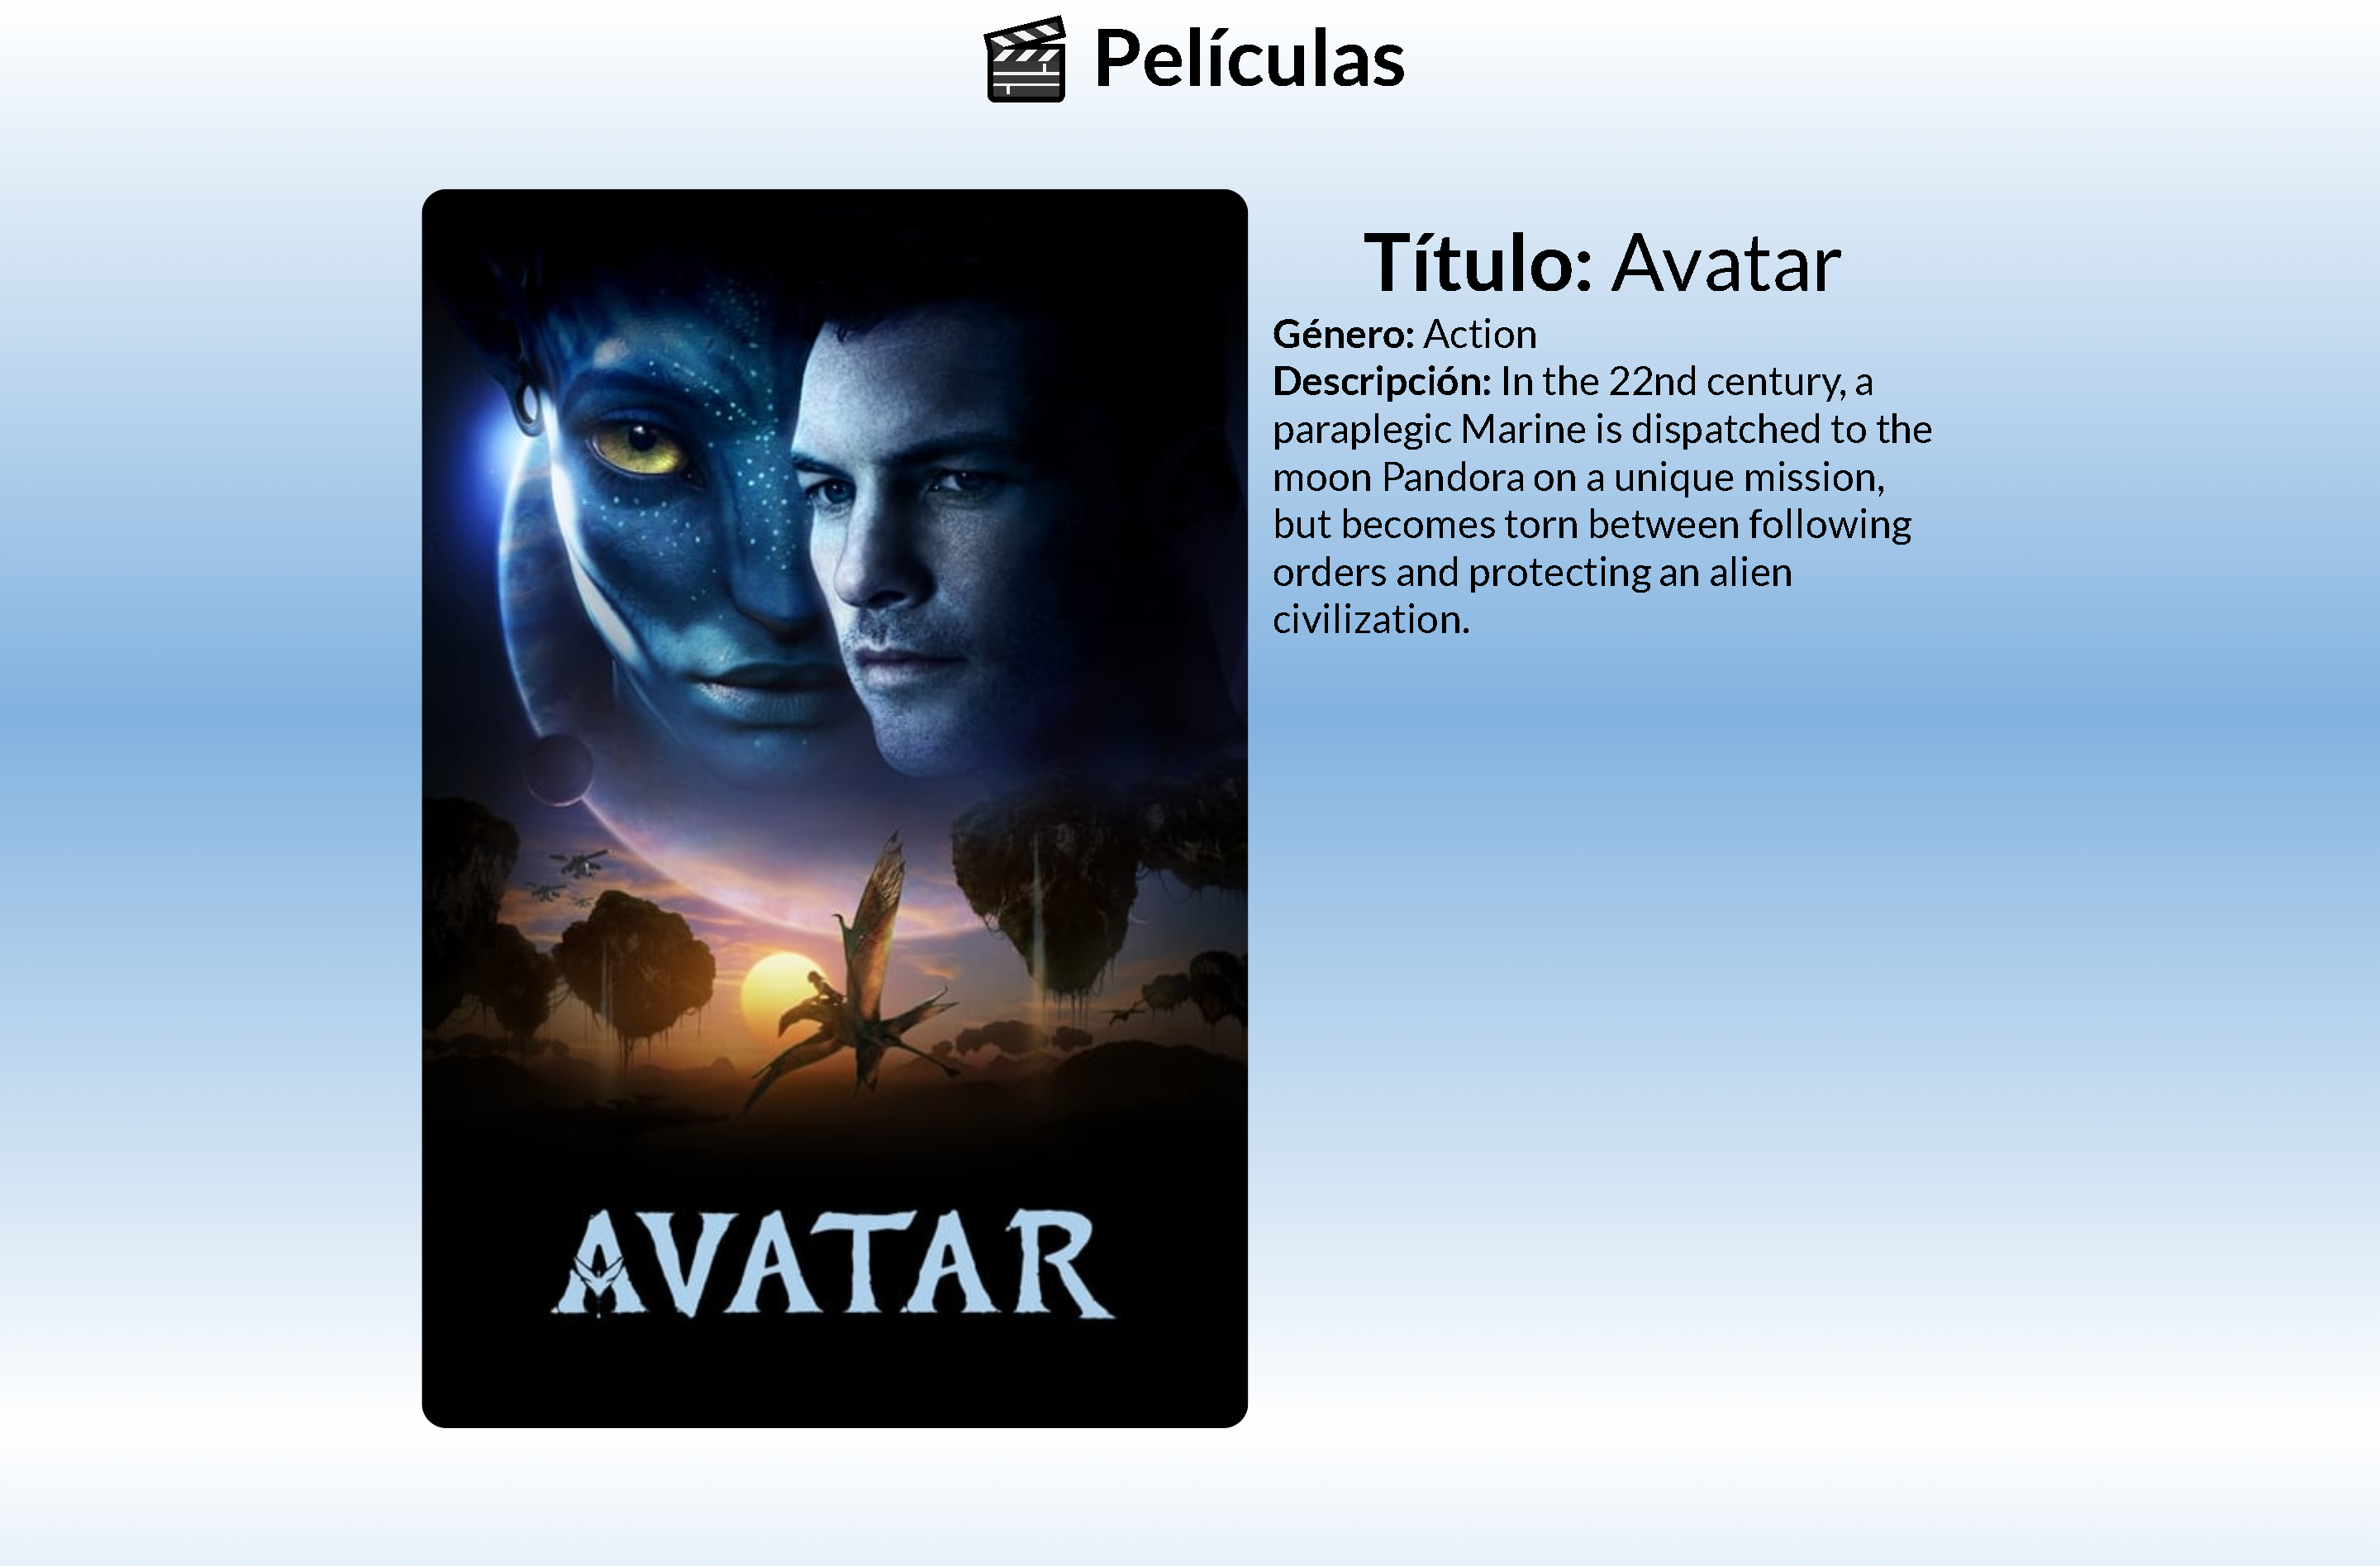 Películas
Título: Avatar
Género: Action
Descripción: In the 22nd century, a
paraplegic Marine is dispatched to the
moon Pandora on a unique mission,
but becomes torn between following
orders and protecting an alien
civilization.
AVATAR